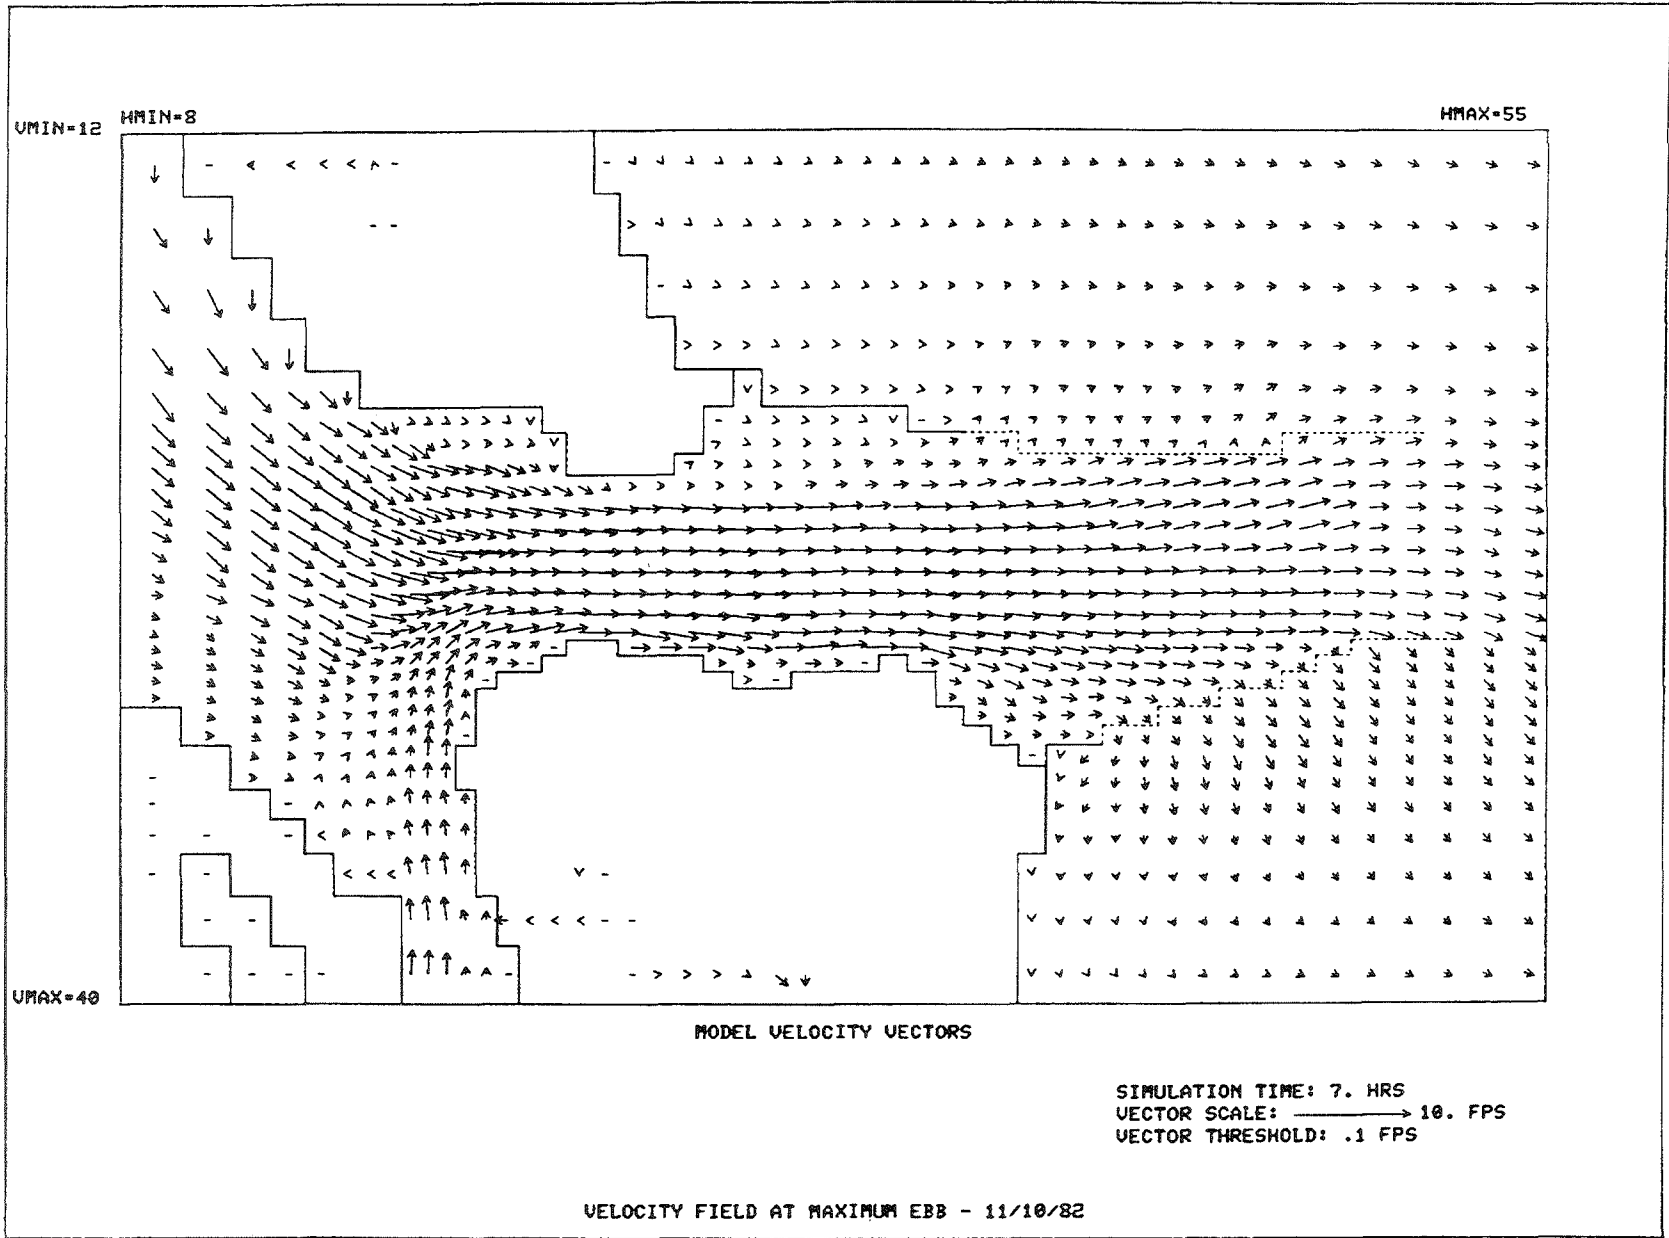 HMIN=8
HMAX=55
VMIN=12
VMAX=40
MODEL VELOCITY VECTORS
SIMULATION TIME: 7. HRS
VECTOR SCALE: 10. FPS
VECTOR THRESHOLD: .1 FPS
VELOCITY FIELD AT MAXIMUM EBB - 11/10/82